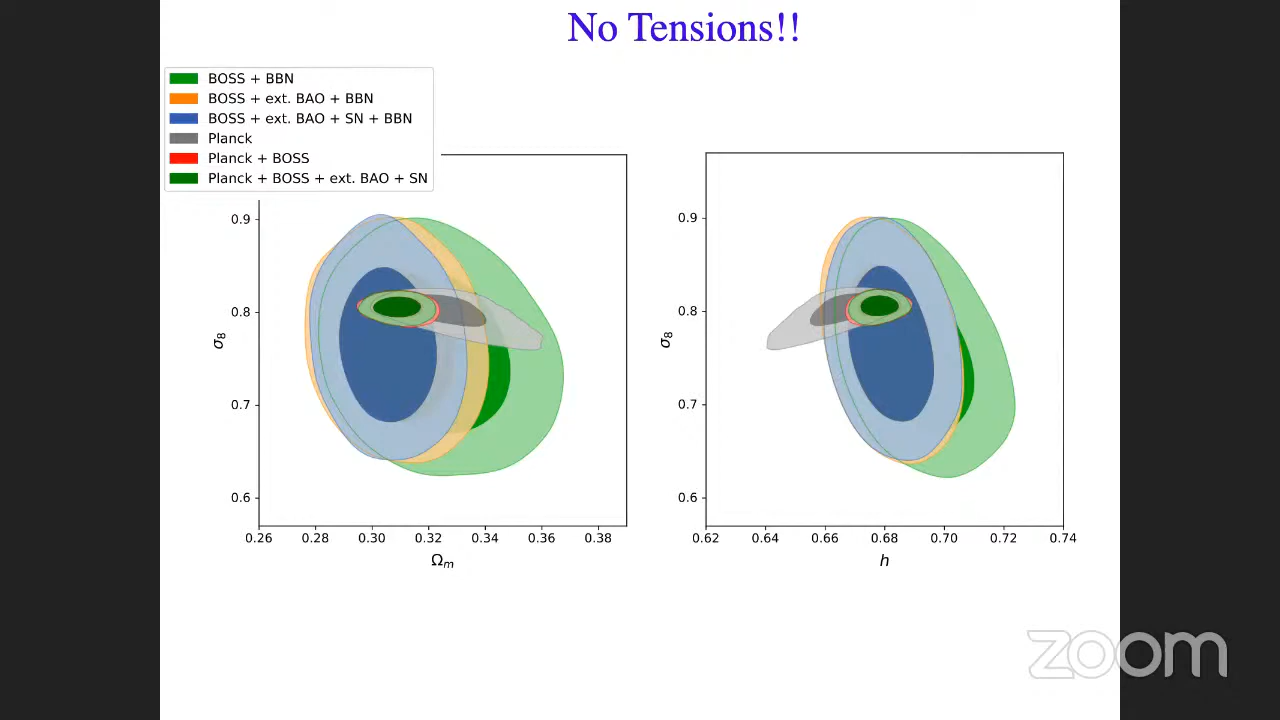 No Tensions!!
BOSS + BBN
BOSS + ext. BAO + BBN
BOSS + ext. BAO + SN + BBN
Planck
Planck + BOSS
Planck + BOSS + ext. BAO + SN
0.9
0.8
0.7
0.6
σ₈
0.26 0.28 0.30 0.32 0.34 0.36 0.38
Ωₘ
0.9
0.8
0.7
0.6
σ₈
0.62 0.64 0.66 0.68 0.70 0.72 0.74
h
zoom